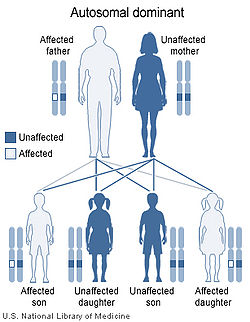 Autosomal dominant
Affected
father
Unaffected
mother
Unaffected
Affected
Affected
son
Unaffected
daughter
Unaffected
son
Affected
daughter
U.S. National Library of Medicine